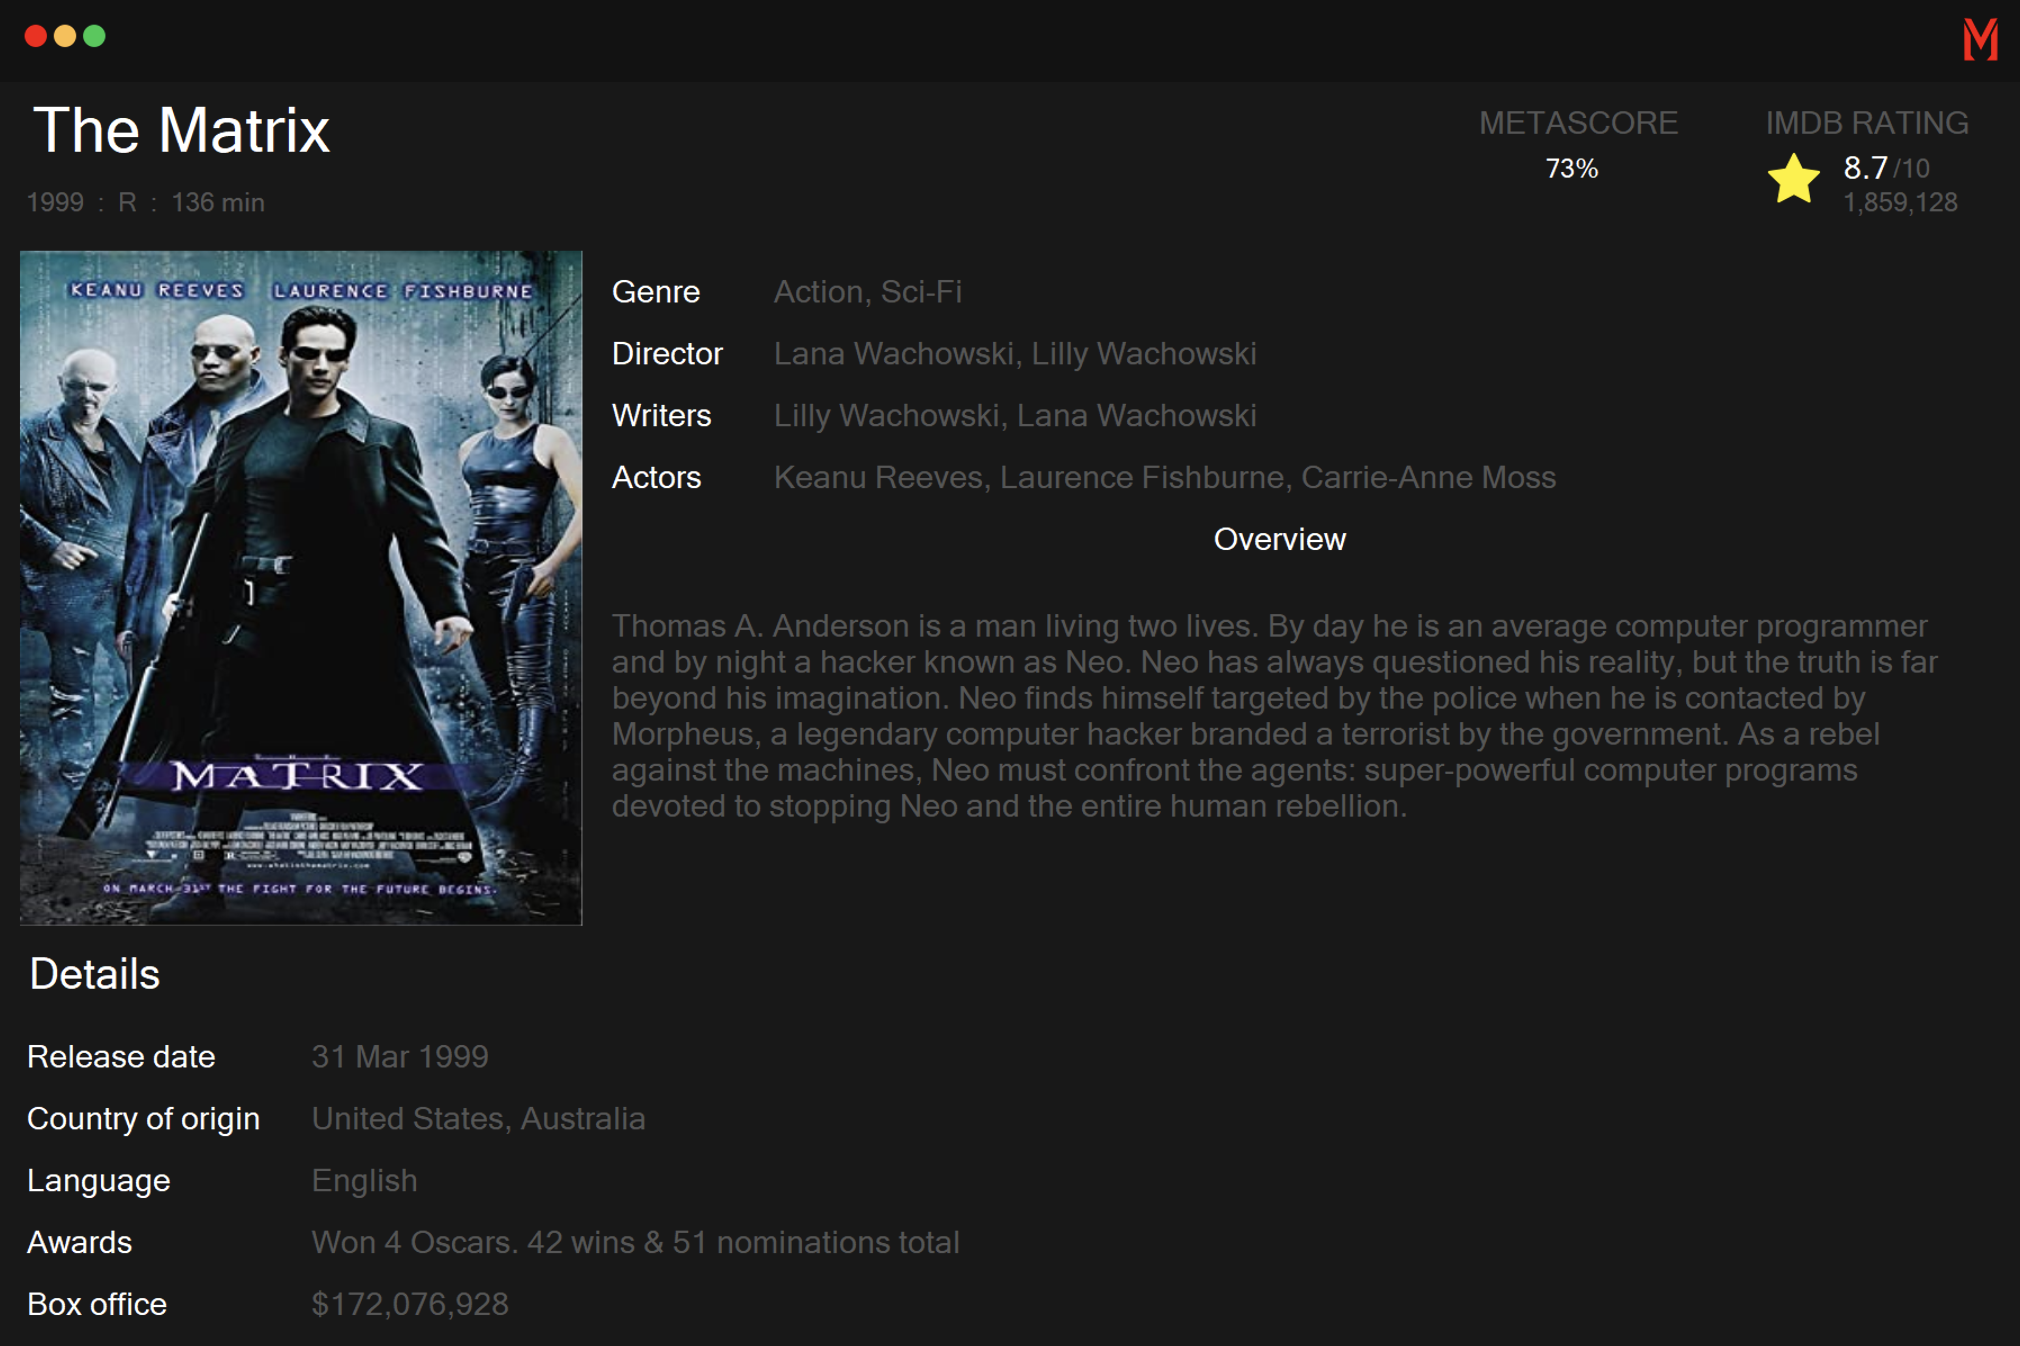 The Matrix
METASCORE
73%
IMDB RATING
8.7/10
1,859,128
1999 : R : 136 min
KEANU REEVES LAURENCE FISHBURNE
THE
MATRIX
www.whatisthematrix.com
ON MARCH 31ST THE FIGHT FOR THE FUTURE BEGINS.
Genre Action, Sci-Fi
Director Lana Wachowski, Lilly Wachowski
Writers Lilly Wachowski, Lana Wachowski
Actors Keanu Reeves, Laurence Fishburne, Carrie-Anne Moss
Overview
Thomas A. Anderson is a man living two lives. By day he is an average computer programmer
and by night a hacker known as Neo. Neo has always questioned his reality, but the truth is far
beyond his imagination. Neo finds himself targeted by the police when he is contacted by
Morpheus, a legendary computer hacker branded a terrorist by the government. As a rebel
against the machines, Neo must confront the agents: super-powerful computer programs
devoted to stopping Neo and the entire human rebellion.
Details
Release date 31 Mar 1999
Country of origin United States, Australia
Language English
Awards Won 4 Oscars. 42 wins & 51 nominations total
Box office $172,076,928